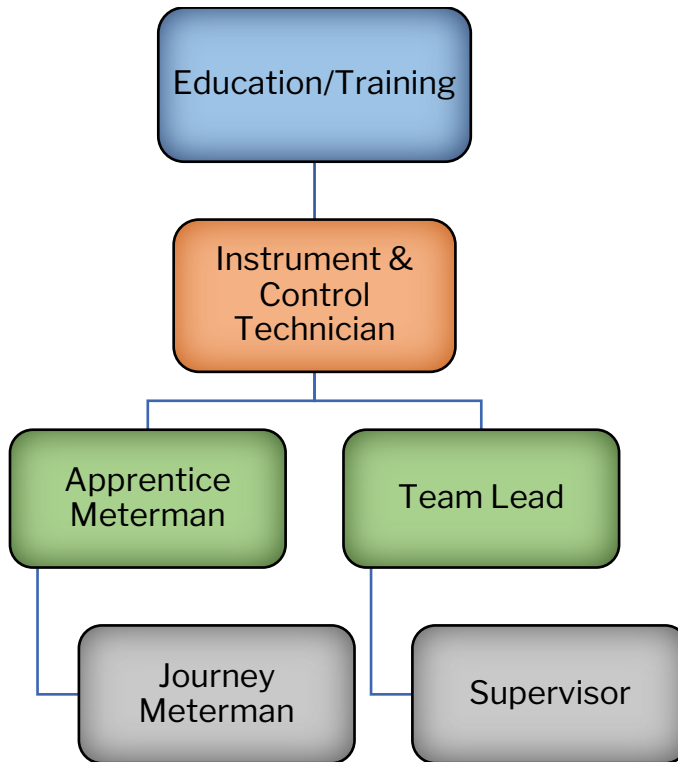 Education/Training
Instrument &
Control
Technician
Apprentice
Meterman
Team Lead
Journey
Meterman
Supervisor